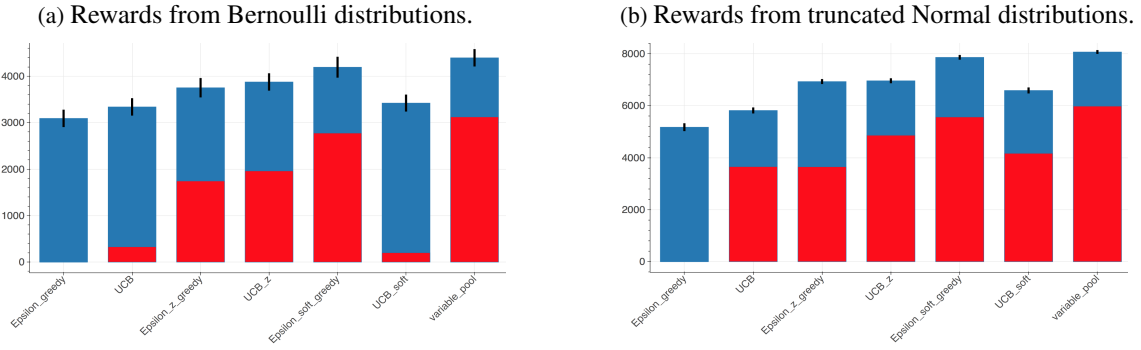 (a) Rewards from Bernoulli distributions.
4000
3000
2000
1000
0
Epsilon_greedy
UCB
Epsilon_z_greedy
UCB_z
Epsilon_soft_greedy
UCB_soft
variable_pool
(b) Rewards from truncated Normal distributions.
8000
6000
4000
2000
0
Epsilon_greedy
UCB
Epsilon_z_greedy
UCB_z
Epsilon_soft_greedy
UCB_soft
variable_pool